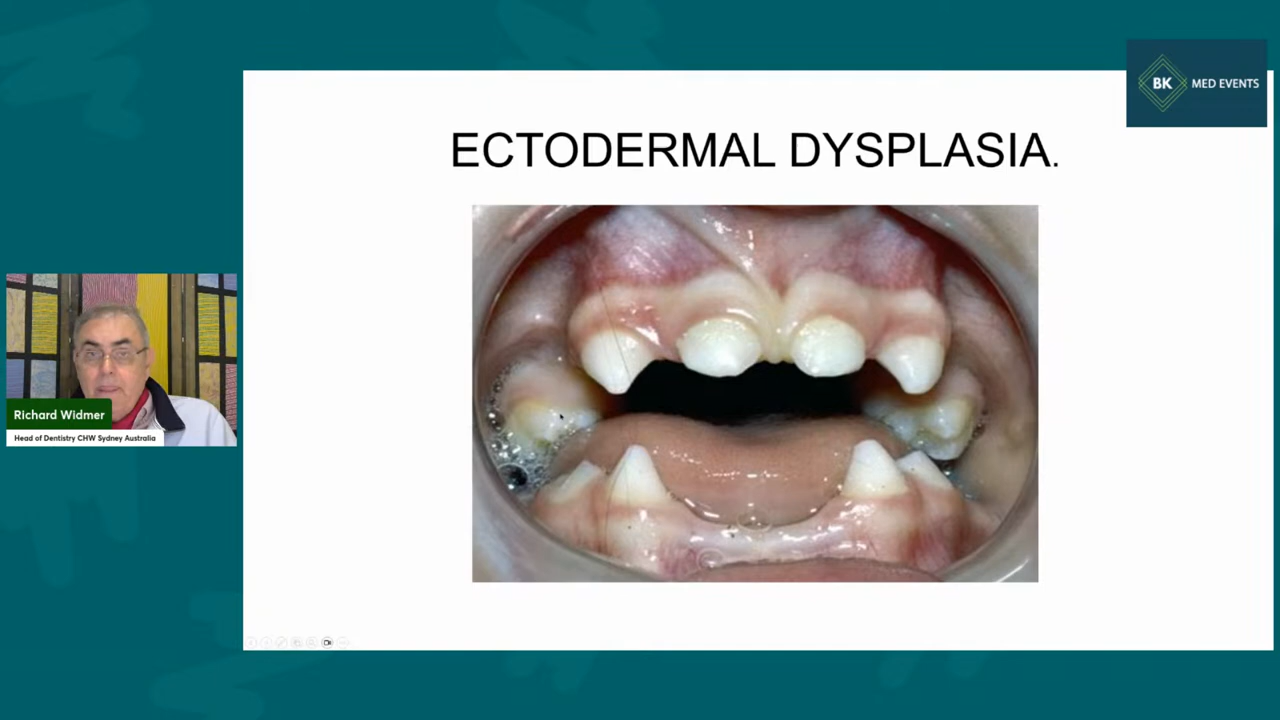 BK MED EVENTS
ECTODERMAL DYSPLASIA.
Richard Widmer
Head of Dentistry CHW Sydney Australia